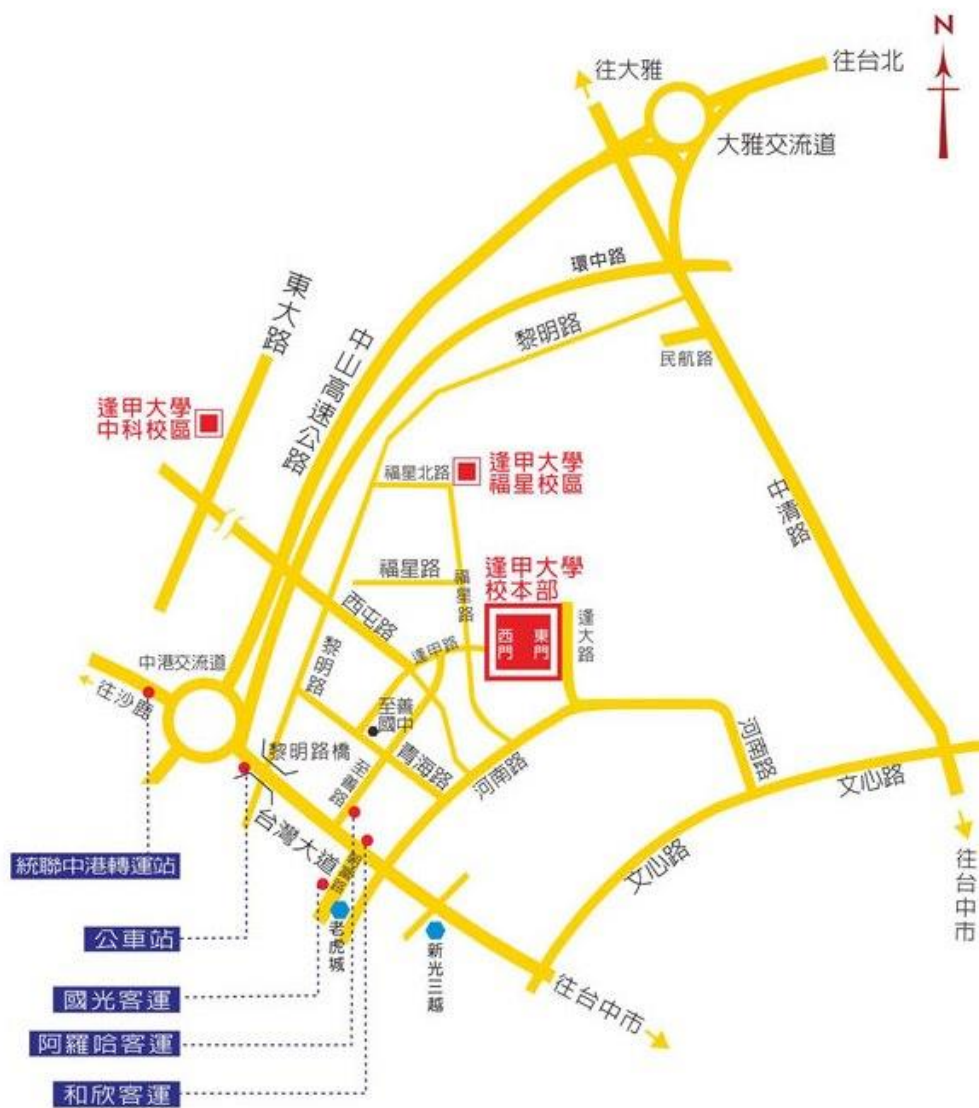 N
往大雅
往台北
大雅交流道
環中路
東大路
中山高速公路
黎明路
民航路
逢甲大學
中科校區
福星北路
逢甲大學
福星校區
中清路
福星路
福星路
逢甲大學
校本部
西門
東門
逢大路
西屯路
逢甲路
黎明路
中港交流道
往沙鹿
至善
國中
黎明路橋
青海路
河南路
河南路
至善路
文心路
台灣大道
文心路
統聯中港轉運站
往台中市
公車站
老虎城
新光三越
國光客運
往台中市
阿羅哈客運
和欣客運